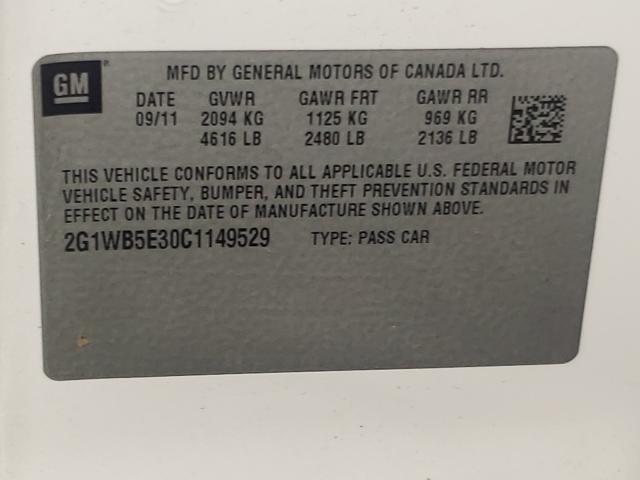 GM®
MFD BY GENERAL MOTORS OF CANADA LTD.
DATE GVWR GAWR FRT GAWR RR
09/11 2094 KG 1125 KG 969 KG
4616 LB 2480 LB 2136 LB
THIS VEHICLE CONFORMS TO ALL APPLICABLE U.S. FEDERAL MOTOR
VEHICLE SAFETY, BUMPER, AND THEFT PREVENTION STANDARDS IN
EFFECT ON THE DATE OF MANUFACTURE SHOWN ABOVE.
2G1WB5E30C1149529 TYPE: PASS CAR